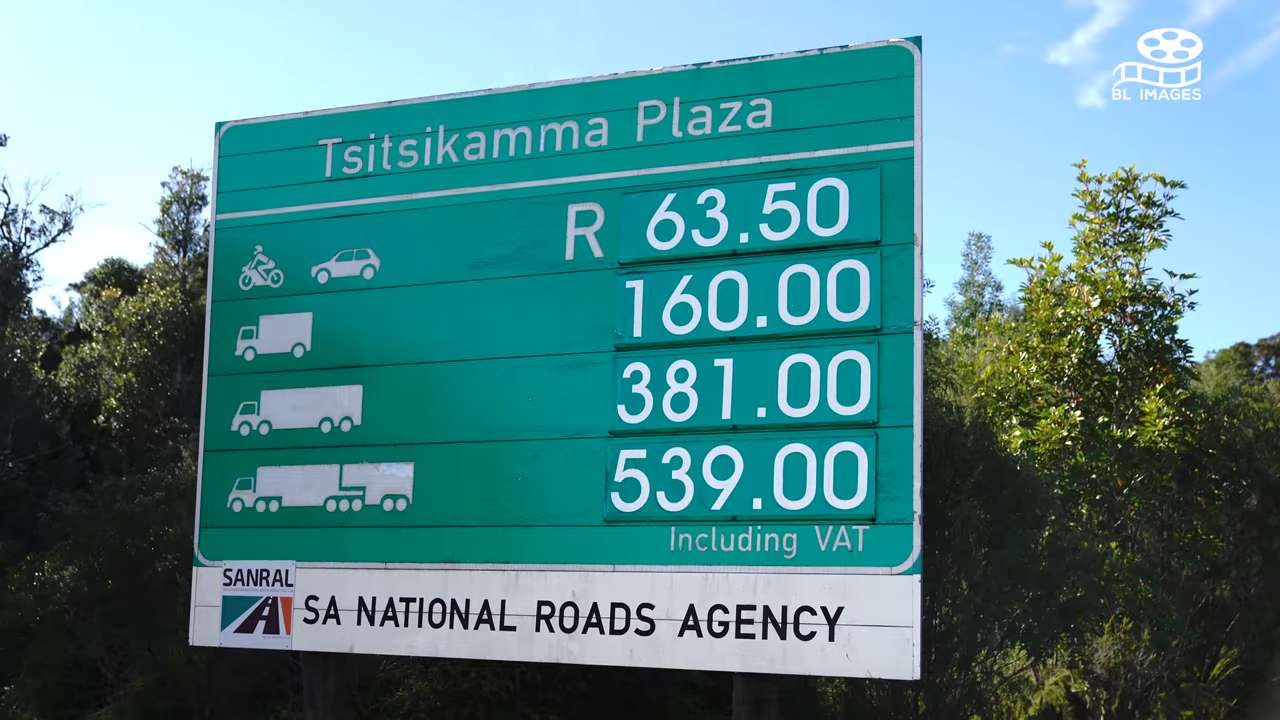 BL IMAGES
Tsitsikamma Plaza
R 63.50
160.00
381.00
539.00
Including VAT
SANRAL
SA NATIONAL ROADS AGENCY